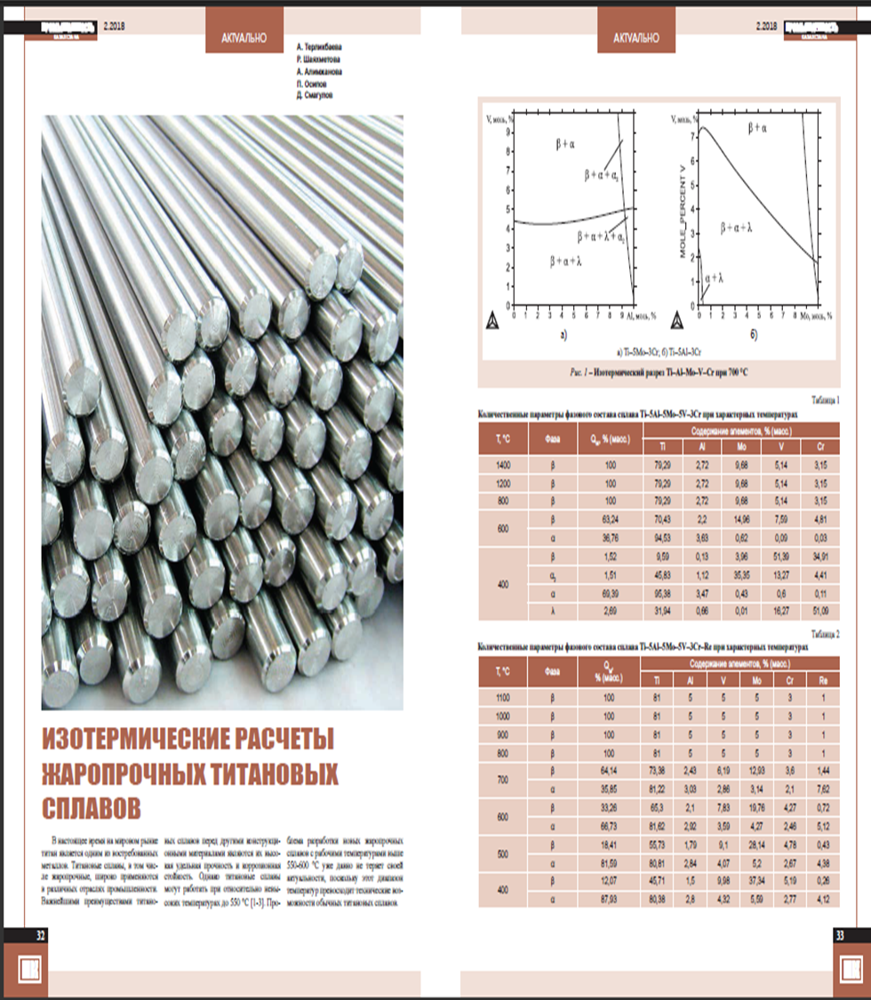 2.2018
АКТУАЛЬНО
А. Терликбаева
Р. Шаяхметова
А. Алимжанова
П. Осипов
Д. Смагулов
ИЗОТЕРМИЧЕСКИЕ РАСЧЕТЫ
ЖАРОПРОЧНЫХ ТИТАНОВЫХ
СПЛАВОВ
В настоящее время на мировом рынке
титан является одним из востребованных
металлов. Титановые сплавы, в том чис-
ле жаропрочные, широко применяются
в различных отраслях промышленности.
Важнейшими преимуществами титано-
вых сплавов перед другими конструкци-
онными материалами являются их высо-
кая удельная прочность и коррозионная
стойкость. Однако титановые сплавы
могут работать при относительно невы-
соких температурах до 550 °С [1-3]. Про-
блема разработки новых жаропрочных
сплавов с рабочими температурами выше
550-600 °С уже давно не теряет своей
актуальности, поскольку этот диапазон
температур превосходит технические воз-
можности обычных титановых сплавов.
32
АКТУАЛЬНО
2.2018
V, моль, %
9
8
7
6
5
4
3
2
1
0
β + α
β + α + α₂
β + α + λ + α₂
β + α + λ
0 1 2 3 4 5 6 7 8 9 Al, моль, %
а)
V, моль, %
MOLE_PERCENT V
7
6
5
4
3
2
1
0
β + α
β + α + λ
α + λ
0 1 2 3 4 5 6 7 8 Mo, моль, %
б)
а) Ti–5Mo–3Cr; б) Ti–5Al–3Cr
Рис. 1 – Изотермический разрез Ti–Al–Mo–V–Cr при 700 °С
Таблица 1
Количественные параметры фазового состава сплава Ti–5Al–5Mo–5V–3Cr при характерных температурах
T, °C Фаза Qм, % (масс.) Содержание элементов, % (масс.)
Ti Al Mo V Cr
1400 β 100 79,29 2,72 9,68 5,14 3,15
1200 β 100 79,29 2,72 9,68 5,14 3,15
800 β 100 79,29 2,72 9,68 5,14 3,15
600 β 63,24 70,43 2,2 14,96 7,59 4,81
α 36,76 94,53 3,63 0,62 0,09 0,03
400 β 1,52 9,59 0,13 3,96 51,39 34,91
α₂ 1,51 45,83 1,12 35,35 13,27 4,41
α 69,39 95,38 3,47 0,43 0,6 0,11
λ 2,69 31,94 0,66 0,01 16,27 51,09
Таблица 2
Количественные параметры фазового состава сплава Ti–5Al–5Mo–5V–3Cr–Re при характерных температурах
T, °C Фаза Qм, % (масс.) Содержание элементов, % (масс.)
Ti Al V Mo Cr Re
1100 β 100 81 5 5 5 3 1
1000 β 100 81 5 5 5 3 1
900 β 100 81 5 5 5 3 1
800 β 100 81 5 5 5 3 1
700 β 64,14 73,38 2,43 6,19 12,93 3,6 1,44
α 35,85 81,22 3,03 2,86 3,14 2,1 7,62
600 β 33,26 65,3 2,1 7,83 19,76 4,27 0,72
α 66,73 81,62 2,92 3,59 4,27 2,46 5,12
500 β 18,41 55,73 1,79 9,1 28,14 4,78 0,43
α 81,59 80,81 2,84 4,07 5,2 2,67 4,38
400 β 12,07 45,71 1,5 9,98 37,34 5,19 0,26
α 87,93 80,38 2,8 4,32 5,59 2,77 4,12
33